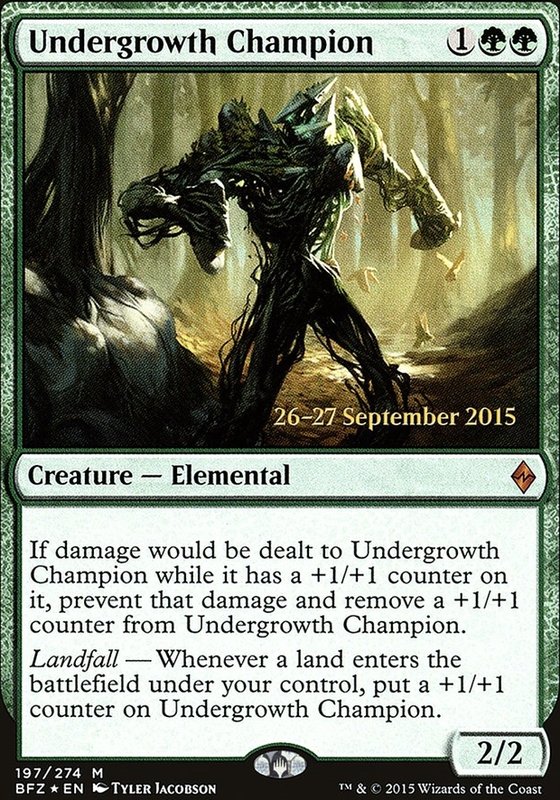 Undergrowth Champion 1
26–27 September 2015
Creature — Elemental
If damage would be dealt to Undergrowth
Champion while it has a +1/+1 counter on
it, prevent that damage and remove a +1/+1
counter from Undergrowth Champion.
Landfall — Whenever a land enters the
battlefield under your control, put a +1/+1
counter on Undergrowth Champion.
2/2
197/274 M
BFZ ★ EN Tyler Jacobson ™ & © 2015 Wizards of the Coast